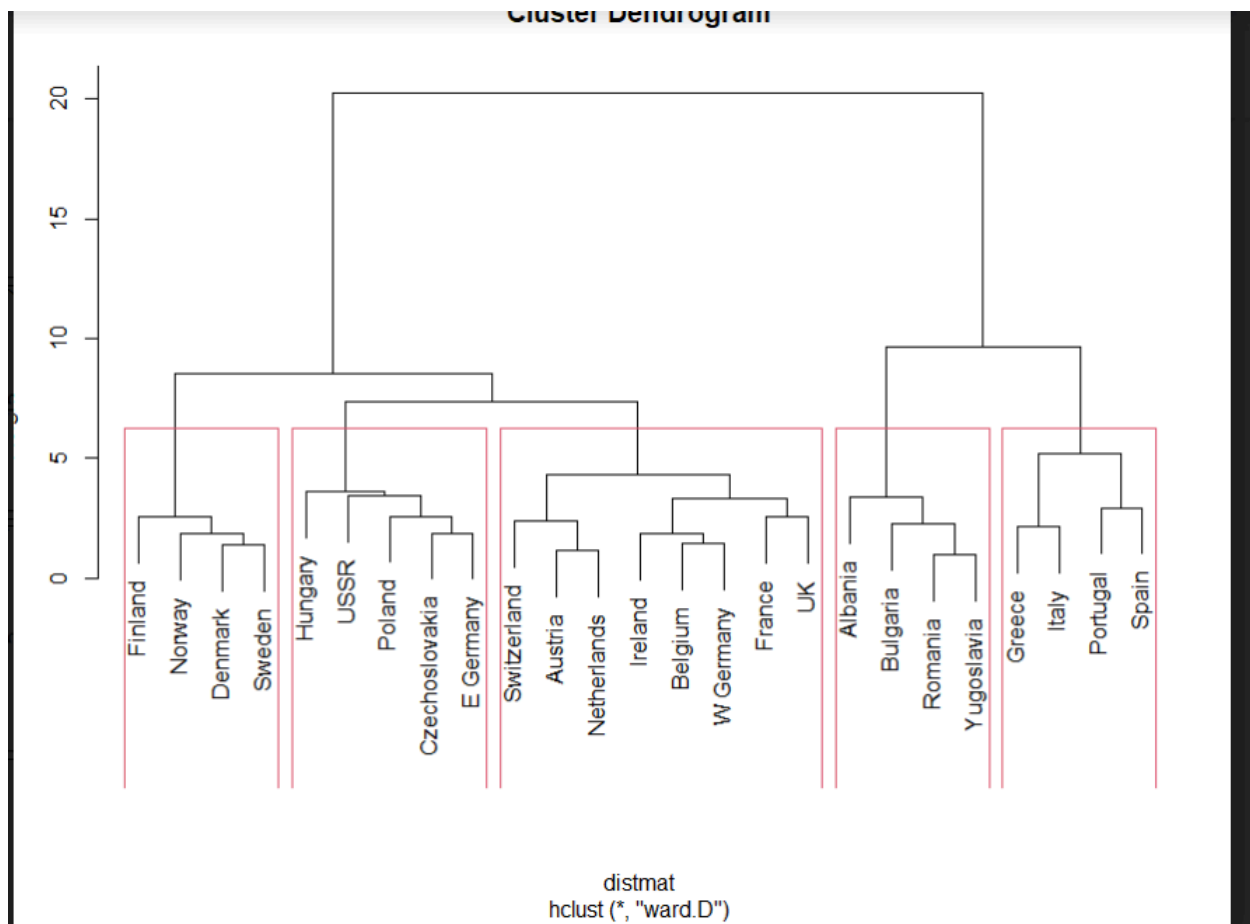 Cluster Dendrogram
20
15
10
5
0
Finland
Norway
Denmark
Sweden
Hungary
USSR
Poland
Czechoslovakia
E Germany
Switzerland
Austria
Netherlands
Ireland
Belgium
W Germany
France
UK
Albania
Bulgaria
Romania
Yugoslavia
Greece
Italy
Portugal
Spain
distmat
hclust (*, "ward.D")